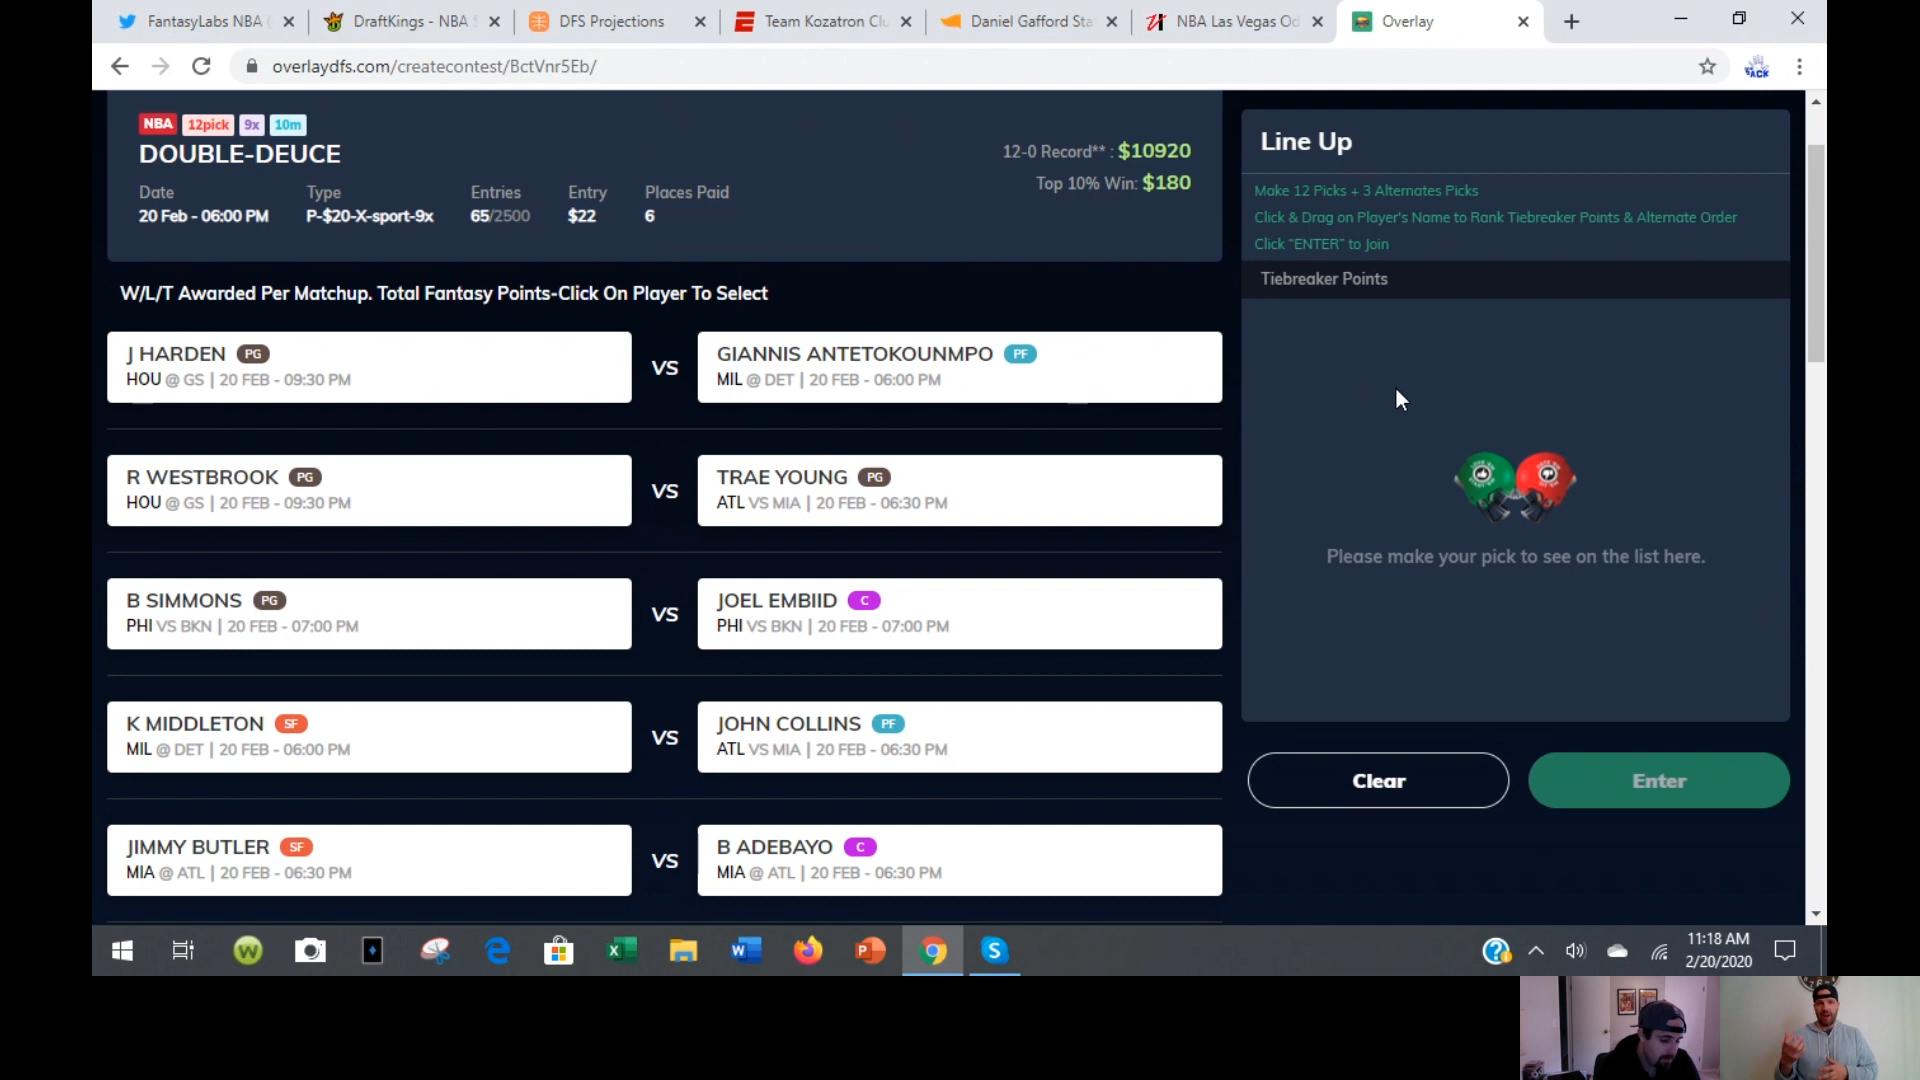 FantasyLabs NBA
DraftKings - NBA
DFS Projections
Team Kozatron Clu
Daniel Gafford Sta
NBA Las Vegas Od
Overlay
overlaydfs.com/createcontest/BctVnr5Eb/
NBA 12pick 9x 10m
DOUBLE-DEUCE
12-0 Record** : $10920
Top 10% Win: $180
Date Type Entries Entry Places Paid
20 Feb - 06:00 PM P-$20-X-sport-9x 65/2500 $22 6
Line Up
Make 12 Picks + 3 Alternates Picks
Click & Drag on Player's Name to Rank Tiebreaker Points & Alternate Order
Click “ENTER” to Join
Tiebreaker Points
Please make your pick to see on the list here.
Clear
Enter
W/L/T Awarded Per Matchup. Total Fantasy Points-Click On Player To Select
J HARDEN PG
HOU @ GS | 20 FEB - 09:30 PM
VS
GIANNIS ANTETOKOUNMPO PF
MIL @ DET | 20 FEB - 06:00 PM
R WESTBROOK PG
HOU @ GS | 20 FEB - 09:30 PM
VS
TRAE YOUNG PG
ATL VS MIA | 20 FEB - 06:30 PM
B SIMMONS PG
PHI VS BKN | 20 FEB - 07:00 PM
VS
JOEL EMBIID C
PHI VS BKN | 20 FEB - 07:00 PM
K MIDDLETON SF
MIL @ DET | 20 FEB - 06:00 PM
VS
JOHN COLLINS PF
ATL VS MIA | 20 FEB - 06:30 PM
JIMMY BUTLER SF
MIA @ ATL | 20 FEB - 06:30 PM
VS
B ADEBAYO C
MIA @ ATL | 20 FEB - 06:30 PM
11:18 AM
2/20/2020